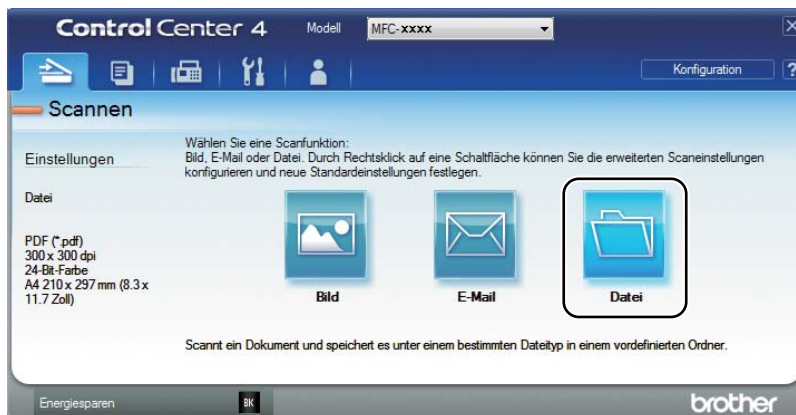 Control Center 4 Modell MFC-xxxx
Konfiguration ?
Scannen
Einstellungen
Datei
PDF (*.pdf)
300 x 300 dpi
24-Bit-Farbe
A4 210 x 297 mm (8.3 x
11.7 Zoll)
Wählen Sie eine Scanfunktion:
Bild, E-Mail oder Datei. Durch Rechtsklick auf eine Schaltfläche können Sie die erweiterten Scaneinstellungen
konfigurieren und neue Standardeinstellungen festlegen.
Bild E-Mail Datei
Scannt ein Dokument und speichert es unter einem bestimmten Dateityp in einem vordefinierten Ordner.
Energiesparen BK brother